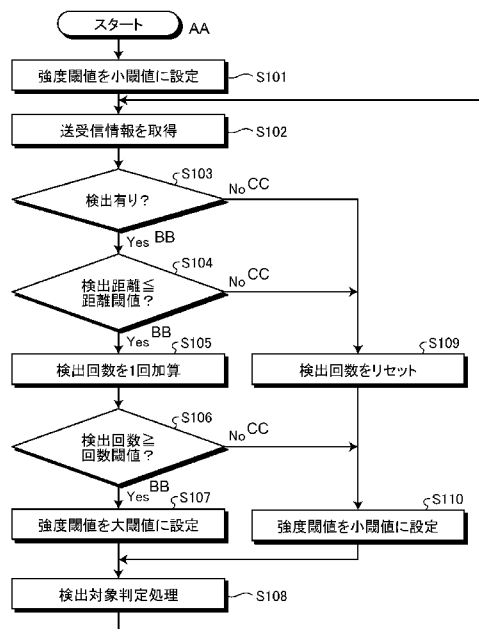 スタート AA
強度閾値を小閾値に設定 S101
送受信情報を取得 S102
検出有り? S103
No CC
Yes BB
検出距離≦
距離閾値? S104
No CC
Yes BB
検出回数を1回加算 S105
検出回数をリセット S109
検出回数≧
回数閾値? S106
No CC
Yes BB
強度閾値を大閾値に設定 S107
強度閾値を小閾値に設定 S110
検出対象判定処理 S108